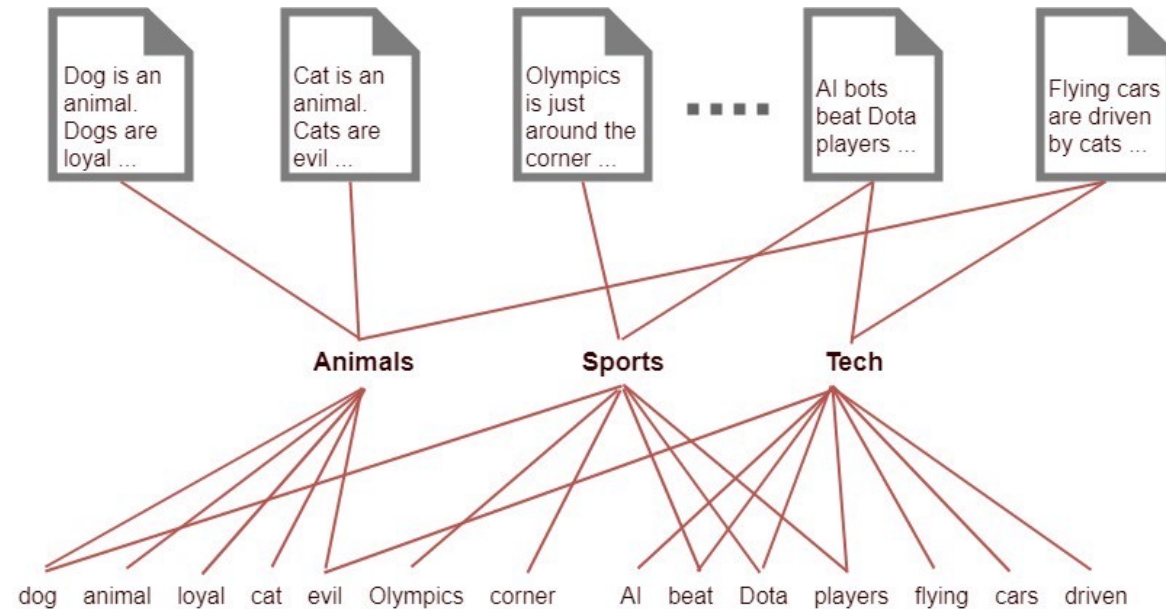 Dog is an
animal.
Dogs are
loyal ...
Cat is an
animal.
Cats are
evil ...
Olympics
is just
around the
corner ...
AI bots
beat Dota
players ...
Flying cars
are driven
by cats ...
Animals
Sports
Tech
dog animal loyal cat evil Olympics corner AI beat Dota players flying cars driven